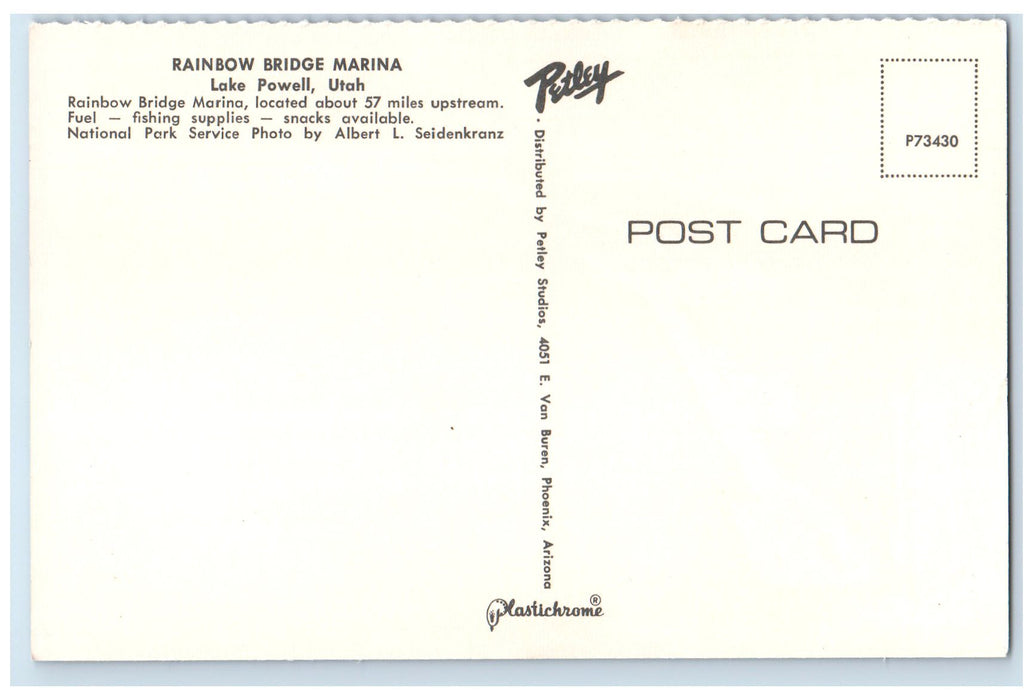 RAINBOW BRIDGE MARINA
Lake Powell, Utah
Rainbow Bridge Marina, located about 57 miles upstream.
Fuel — fishing supplies — snacks available.
National Park Service Photo by Albert L. Seidenkranz
Petley
• Distributed by Petley Studios, 4051 E. Van Buren, Phoenix, Arizona
Plastichrome®
P73430
POST CARD